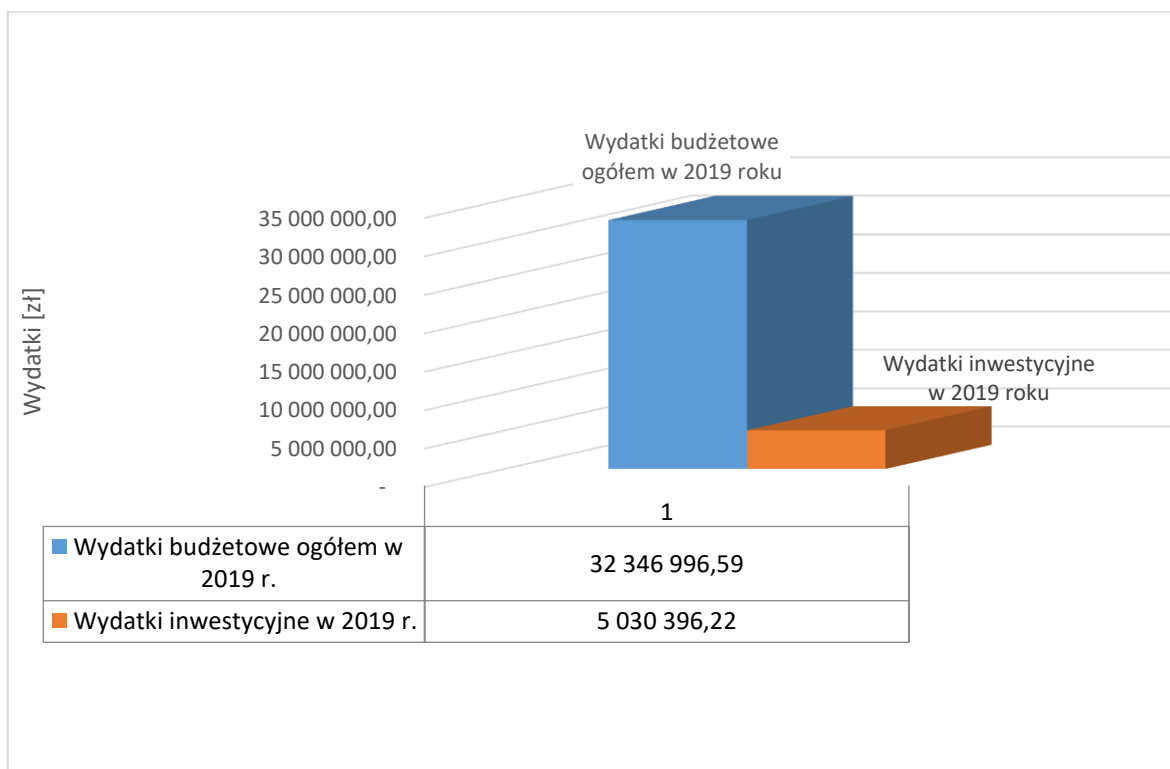 Wydatki budżetowe
ogółem w 2019 roku
35 000 000,00
30 000 000,00
25 000 000,00
20 000 000,00
15 000 000,00
10 000 000,00
5 000 000,00
-
Wydatki [zł]
Wydatki inwestycyjne
w 2019 roku
1
Wydatki budżetowe ogółem w
2019 r.
32 346 996,59
Wydatki inwestycyjne w 2019 r.
5 030 396,22